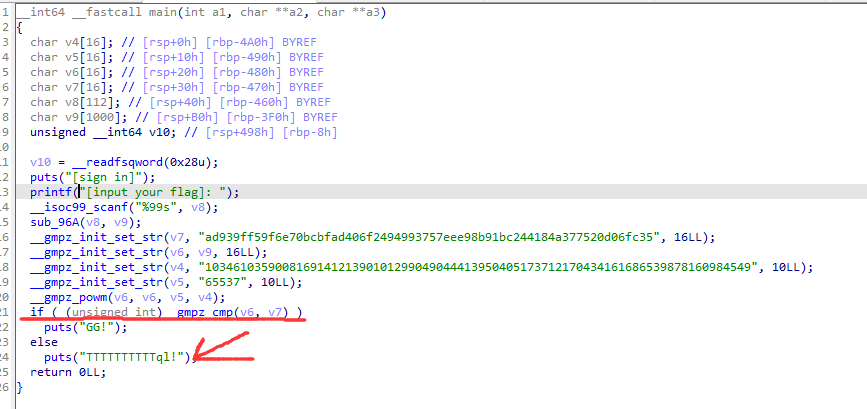 1 __int64 __fastcall main(int a1, char **a2, char **a3)
2 {
3 char v4[16]; // [rsp+0h] [rbp-4A0h] BYREF
4 char v5[16]; // [rsp+10h] [rbp-490h] BYREF
5 char v6[16]; // [rsp+20h] [rbp-480h] BYREF
6 char v7[16]; // [rsp+30h] [rbp-470h] BYREF
7 char v8[112]; // [rsp+40h] [rbp-460h] BYREF
8 char v9[1000]; // [rsp+B0h] [rbp-3F0h] BYREF
9 unsigned __int64 v10; // [rsp+498h] [rbp-8h]
10
11 v10 = __readfsqword(0x28u);
12 puts("[sign in]");
13 printf("[input your flag]: ");
14 __isoc99_scanf("%99s", v8);
15 sub_96A(v8, v9);
16 __gmpz_init_set_str(v7, "ad939ff59f6e70bcbfad406f2494993757eee98b91bc244184a377520d06fc35", 16LL);
17 __gmpz_init_set_str(v6, v9, 16LL);
18 __gmpz_init_set_str(v4, "103461035900816914121390101299049044413950405173712170434161686539878160984549", 10LL);
19 __gmpz_init_set_str(v5, "65537", 10LL);
20 __gmpz_powm(v6, v6, v5, v4);
21 if ( (unsigned int)__gmpz_cmp(v6, v7) )
22 puts("GG!");
23 else
24 puts("TTTTTTTTTTql!");
25 return 0LL;
26 }